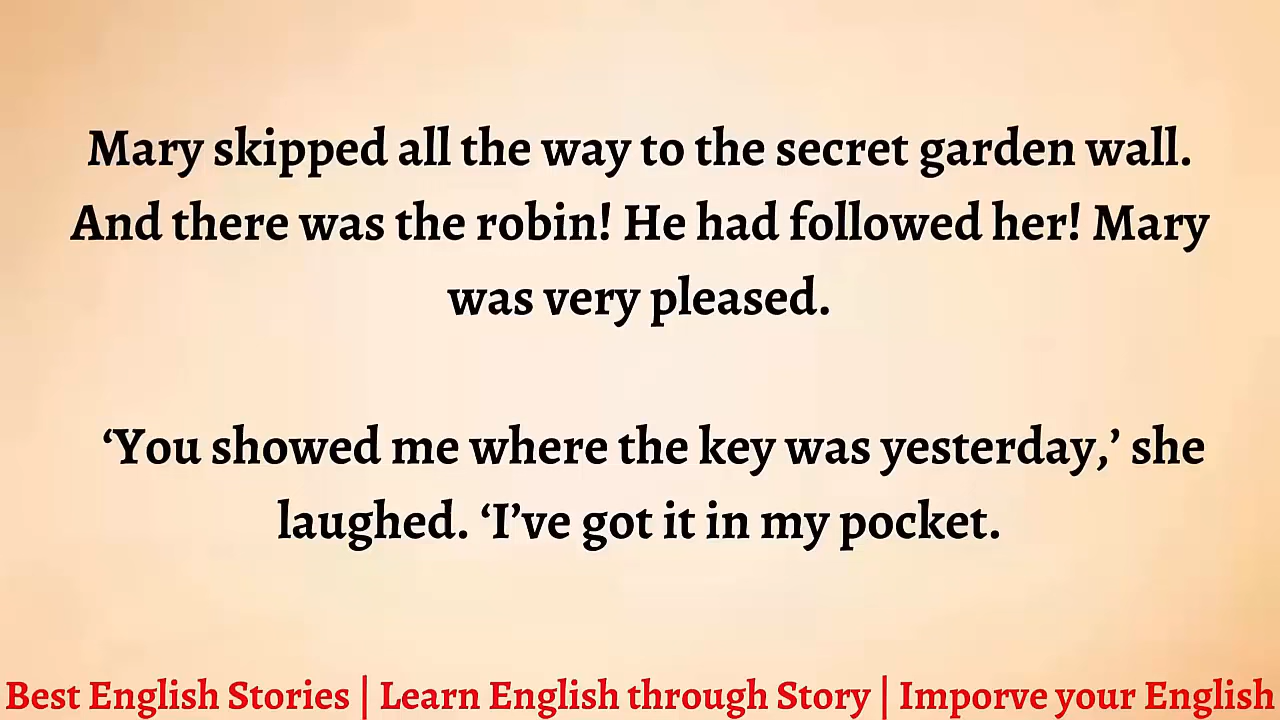 Mary skipped all the way to the secret garden wall.
And there was the robin! He had followed her! Mary
was very pleased.
‘You showed me where the key was yesterday,’ she
laughed. ‘I’ve got it in my pocket.
Best English Stories | Learn English through Story | Imporve your English